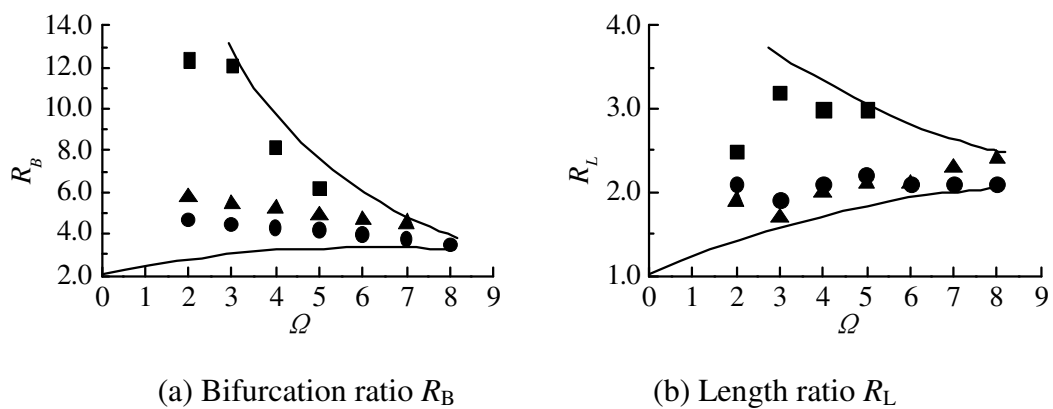 14.0
12.0
10.0
8.0
6.0
4.0
2.0
R_B
0 1 2 3 4 5 6 7 8 9
Ω
(a) Bifurcation ratio R_B
4.0
3.0
2.0
1.0
R_L
0 1 2 3 4 5 6 7 8 9
Ω
(b) Length ratio R_L